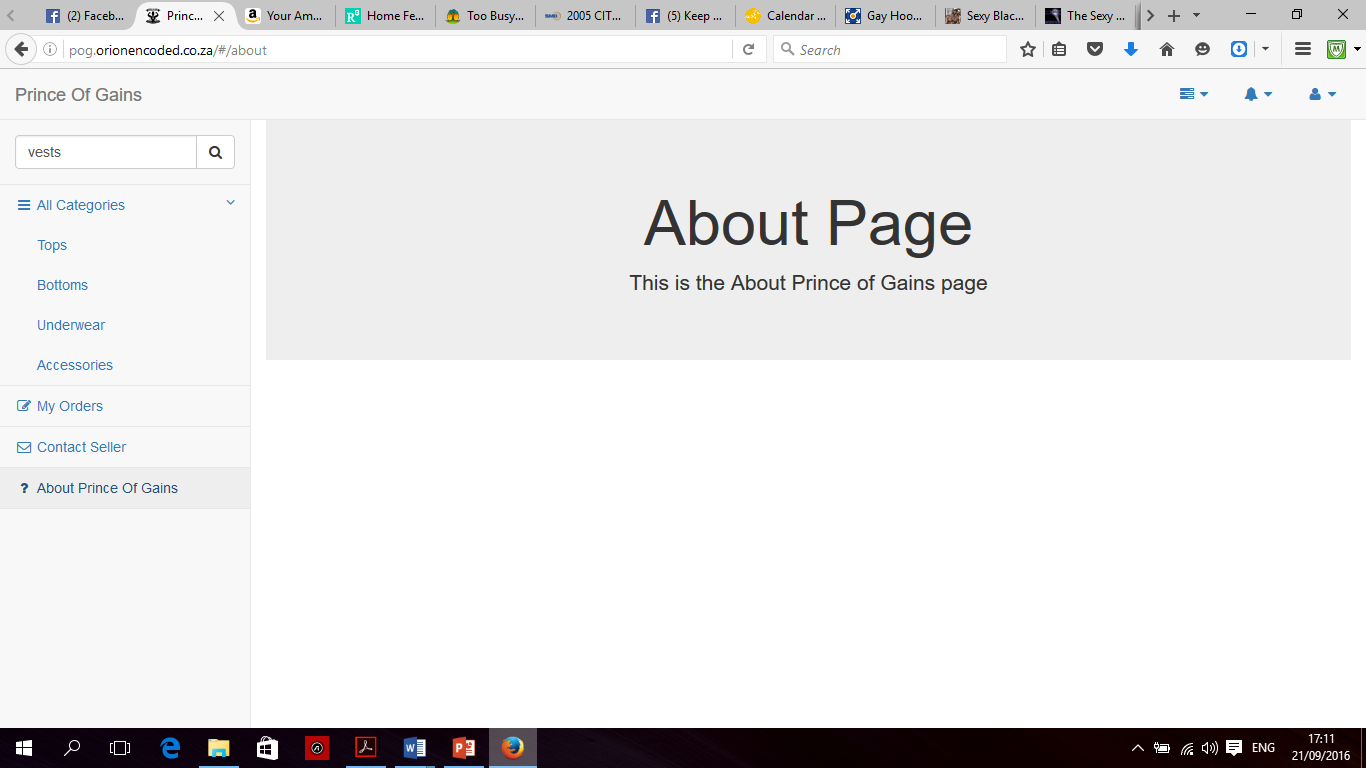 (2) Faceb...
Princ...
Your Am...
Home Fe...
Too Busy...
2005 CIT...
(5) Keep ...
Calendar ...
Gay Hoo...
Sexy Blac...
The Sexy ...
pog.orionencoded.co.za/#/about
Search
Prince Of Gains
vests
All Categories
Tops
Bottoms
Underwear
Accessories
My Orders
Contact Seller
? About Prince Of Gains
About Page
This is the About Prince of Gains page
ENG
17:11
21/09/2016